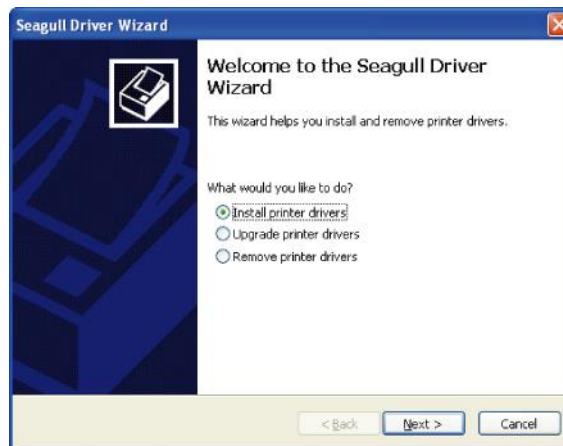 Seagull Driver Wizard
Welcome to the Seagull Driver
Wizard
This wizard helps you install and remove printer drivers.
What would you like to do?
Install printer drivers
Upgrade printer drivers
Remove printer drivers
< Back
Next >
Cancel